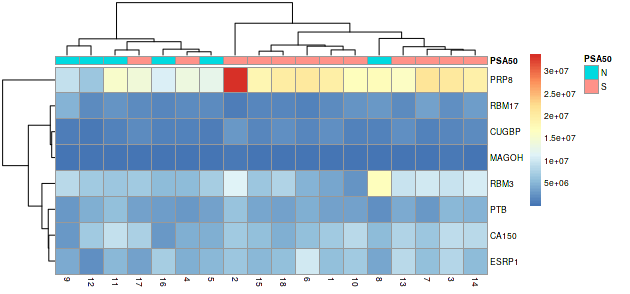 PSA50
PRP8
RBM17
CUGBP
MAGOH
RBM3
PTB
CA150
ESRP1
9 12 11 17 16 4 5 2 15 18 6 1 10 8 13 7 3 14
3e+07
2.5e+07
2e+07
1.5e+07
1e+07
5e+06
PSA50
N
S